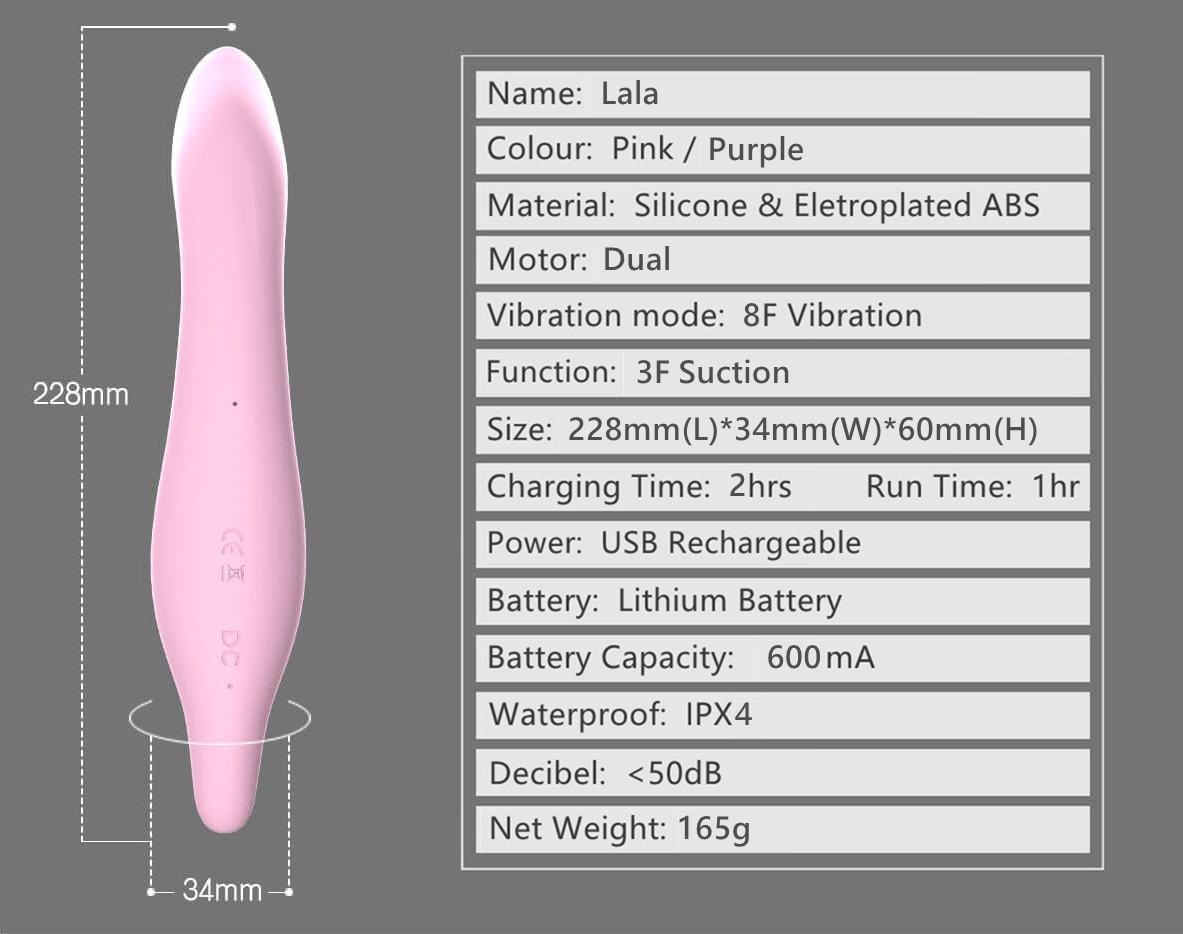 Name: Lala
Colour: Pink / Purple
Material: Silicone & Eletroplated ABS
Motor: Dual
Vibration mode: 8F Vibration
Function: 3F Suction
Size: 228mm(L)*34mm(W)*60mm(H)
Charging Time: 2hrs Run Time: 1hr
Power: USB Rechargeable
Battery: Lithium Battery
Battery Capacity: 600mA
Waterproof: IPX4
Decibel: <50dB
Net Weight: 165g
228mm
CE
DC
34mm